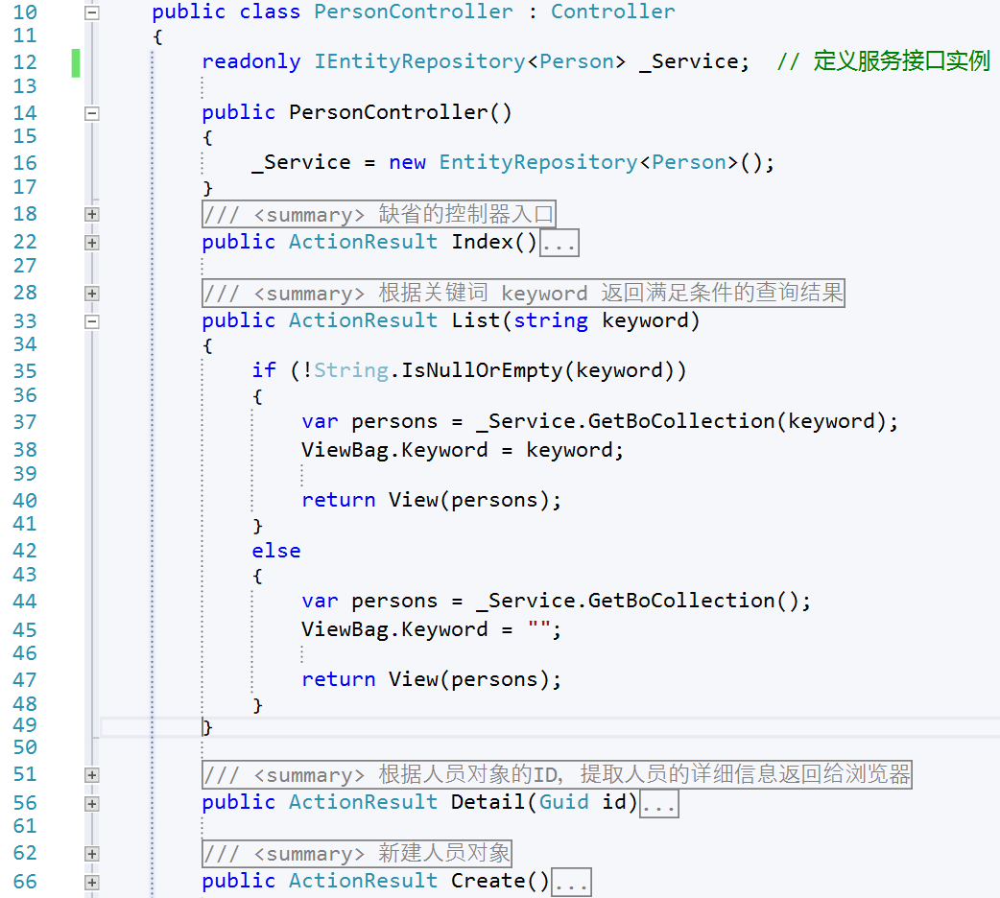 10 public class PersonController : Controller
11 {
12 readonly IEntityRepository<Person> _Service;  // 定义服务接口实例
13
14 public PersonController()
15 {
16 _Service = new EntityRepository<Person>();
17 }
18 /// <summary> 缺省的控制器入口
22 public ActionResult Index()...
27
28 /// <summary> 根据关键词 keyword 返回满足条件的查询结果
33 public ActionResult List(string keyword)
34 {
35 if (!String.IsNullOrEmpty(keyword))
36 {
37 var persons = _Service.GetBoCollection(keyword);
38 ViewBag.Keyword = keyword;
39
40 return View(persons);
41 }
42 else
43 {
44 var persons = _Service.GetBoCollection();
45 ViewBag.Keyword = "";
46
47 return View(persons);
48 }
49 }
50
51 /// <summary> 根据人员对象的ID，提取人员的详细信息返回给浏览器
56 public ActionResult Detail(Guid id)...
61
62 /// <summary> 新建人员对象
66 public ActionResult Create()...